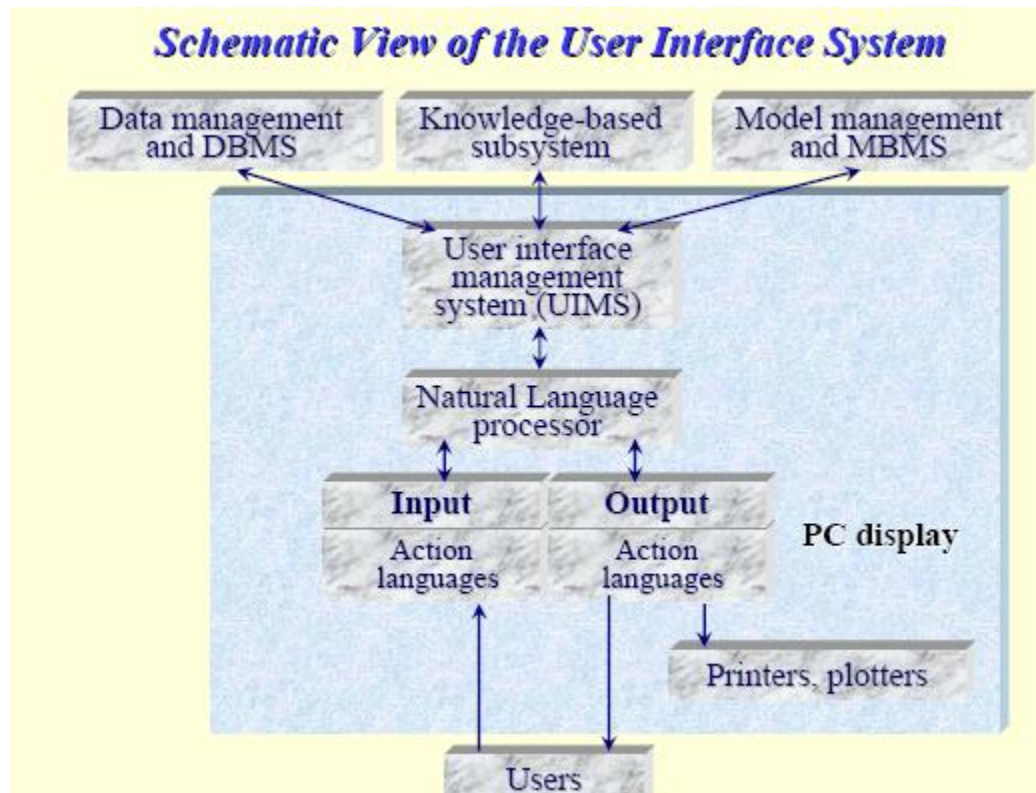 Schematic View of the User Interface System
Data management
and DBMS
Knowledge-based
subsystem
Model management
and MBMS
User interface
management
system (UIMS)
Natural Language
processor
Input
Action
languages
Output
Action
languages
PC display
Printers, plotters
Users